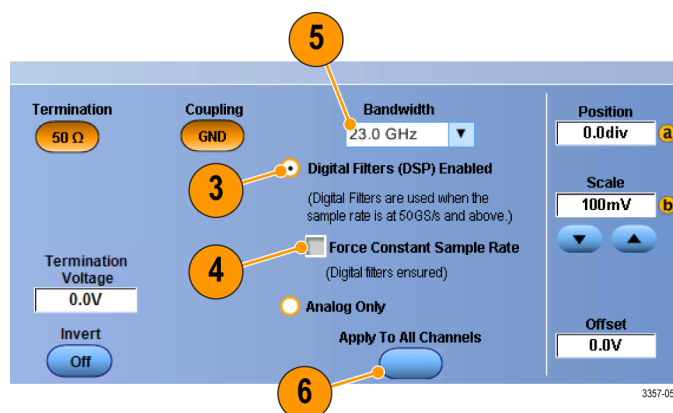 5
Termination
50 Ω
Coupling
GND
Bandwidth
23.0 GHz
Position
0.0div
a
3
Digital Filters (DSP) Enabled
(Digital Filters are used when the
sample rate is at 50GS/s and above.)
Scale
100mV
b
4
Force Constant Sample Rate
(Digital filters ensured)
Termination
Voltage
0.0V
Analog Only
Invert
Off
Apply To All Channels
Offset
0.0V
6
3357-05